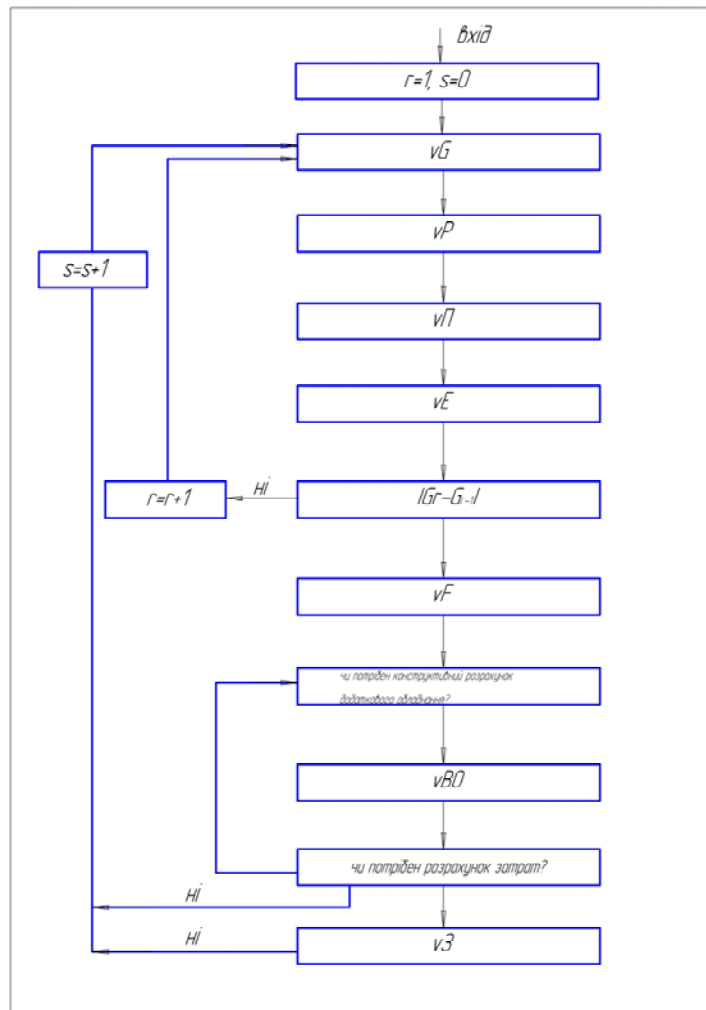 вхід
r=1, s=0
vG
vP
s=s+1
vП
vE
ні
r=r+1
|Gr-Gr-1|
vF
чи потрібен конструктивний розрахунок
додаткового обладнання?
vВО
чи потрібен розрахунок затрат?
ні
ні
vЗ